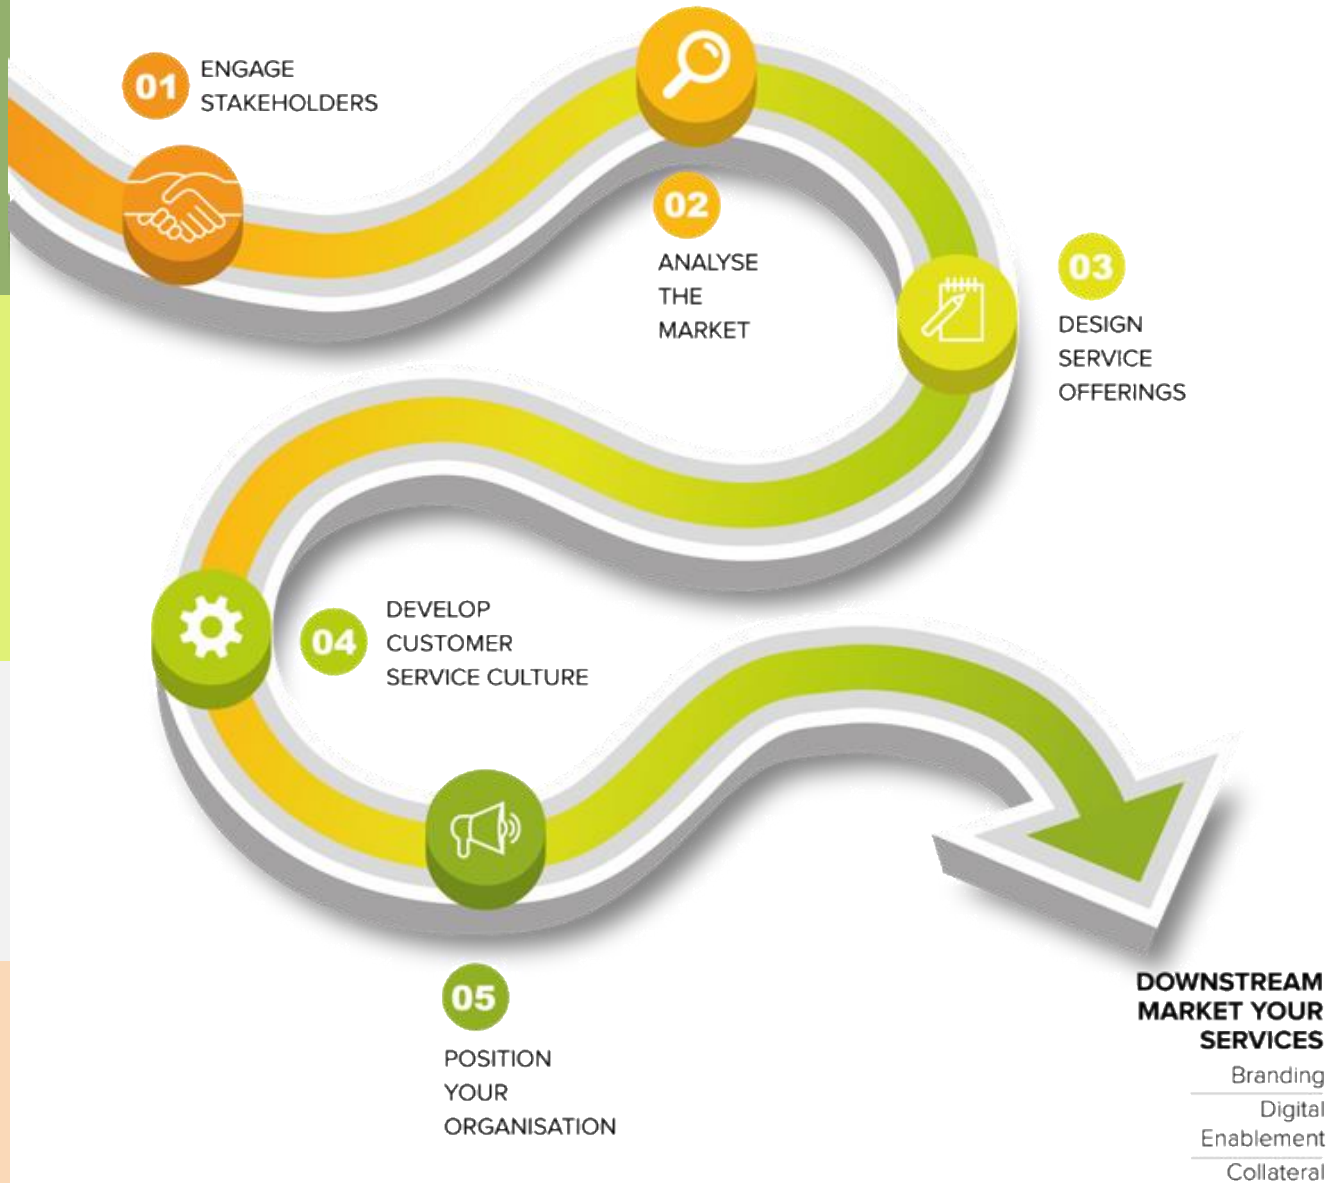 01
ENGAGE
STAKEHOLDERS
02
ANALYSE
THE
MARKET
03
DESIGN
SERVICE
OFFERINGS
04
DEVELOP
CUSTOMER
SERVICE CULTURE
05
POSITION
YOUR
ORGANISATION
DOWNSTREAM
MARKET YOUR
SERVICES
Branding
Digital
Enablement
Collateral